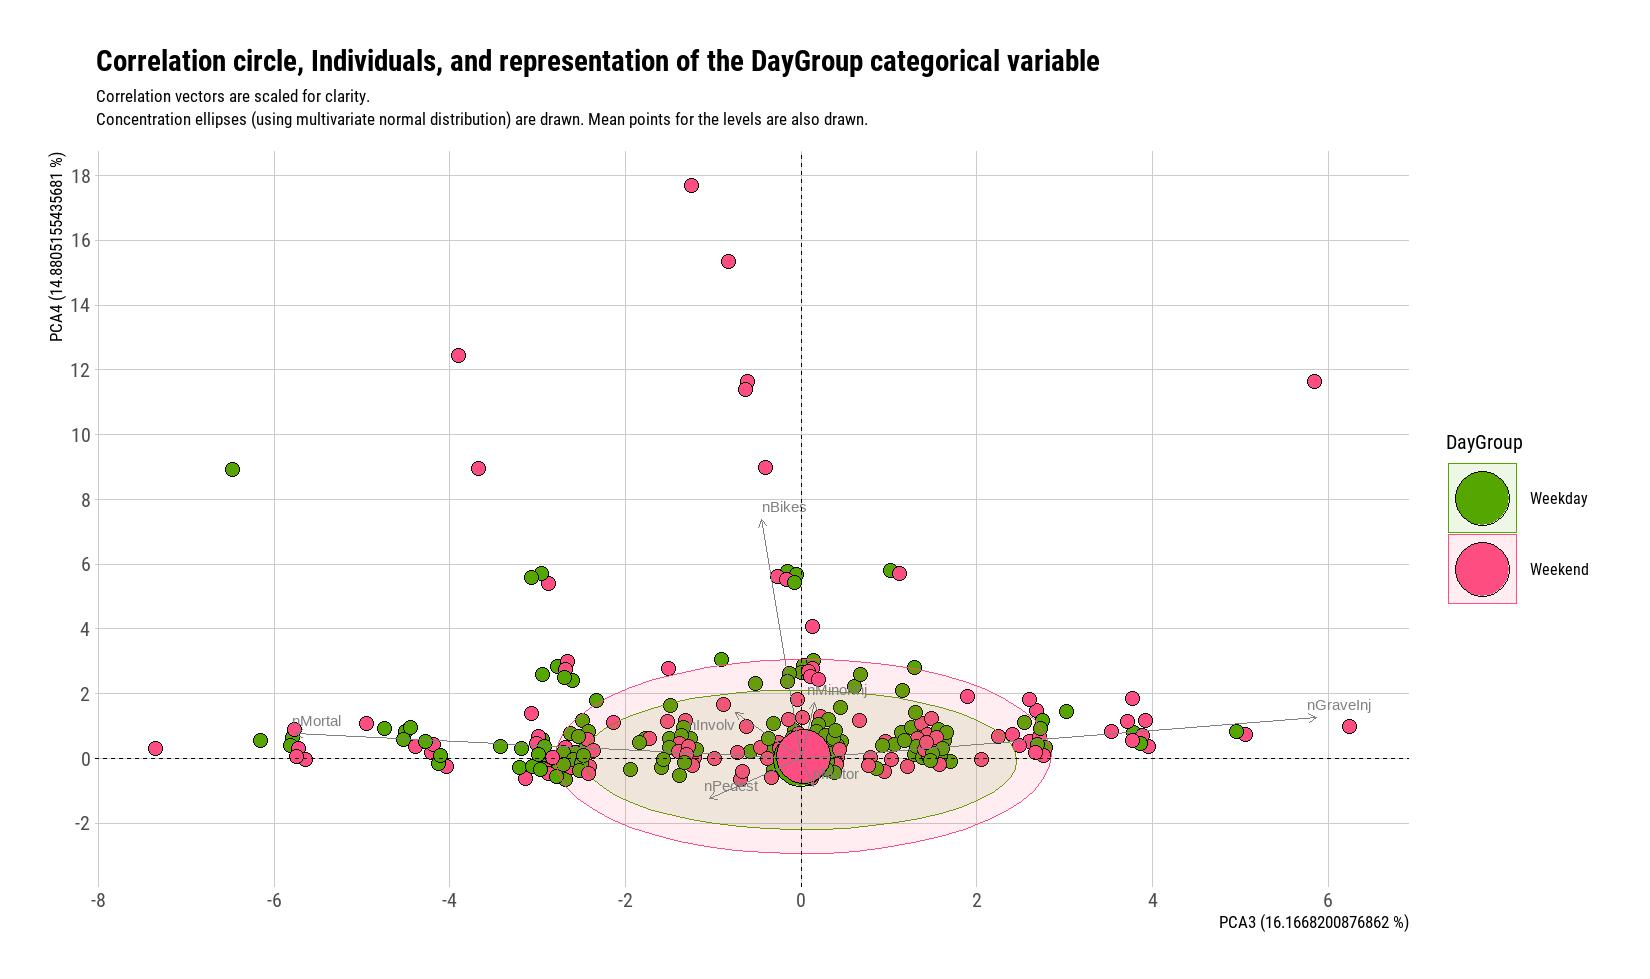 Correlation circle, Individuals, and representation of the DayGroup categorical variable
Correlation vectors are scaled for clarity.
Concentration ellipses (using multivariate normal distribution) are drawn. Mean points for the levels are also drawn.
PCA4 (14.8805155435681 %)
18
16
14
12
10
8
6
4
2
0
-2
nBikes
nMinorInj
nMortal
nGraveInj
nInvolv
nPedest
-8
-6
-4
-2
0
2
4
6
PCA3 (16.1668200876862 %)
DayGroup
Weekday
Weekend